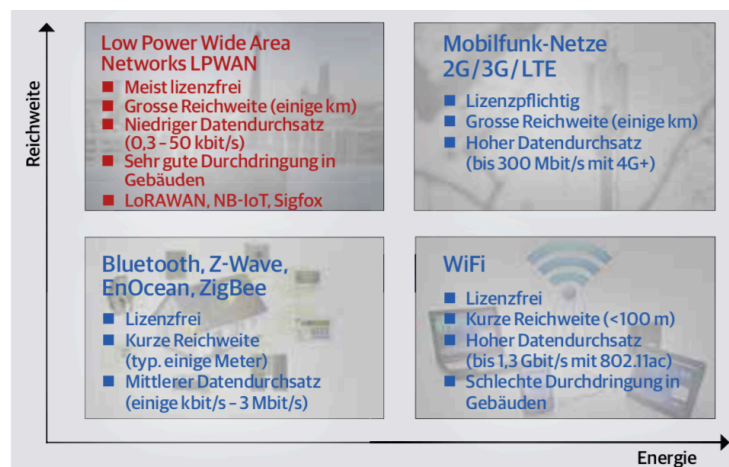 Reichweite
Low Power Wide Area
Networks LPWAN
■ Meist lizenzfrei
■ Grosse Reichweite (einige km)
■ Niedriger Datendurchsatz
(0,3 – 50 kbit/s)
■ Sehr gute Durchdringung in
Gebäuden
■ LoRAWAN, NB-IoT, Sigfox
Mobilfunk-Netze
2G/3G/LTE
■ Lizenzpflichtig
■ Grosse Reichweite (einige km)
■ Hoher Datendurchsatz
(bis 300 Mbit/s mit 4G+)
Bluetooth, Z-Wave,
EnOcean, ZigBee
■ Lizenzfrei
■ Kurze Reichweite
(typ. einige Meter)
■ Mittlerer Datendurchsatz
(einige kbit/s – 3 Mbit/s)
WiFi
■ Lizenzfrei
■ Kurze Reichweite (<100 m)
■ Hoher Datendurchsatz
(bis 1,3 Gbit/s mit 802.11ac)
■ Schlechte Durchdringung in
Gebäuden
Energie